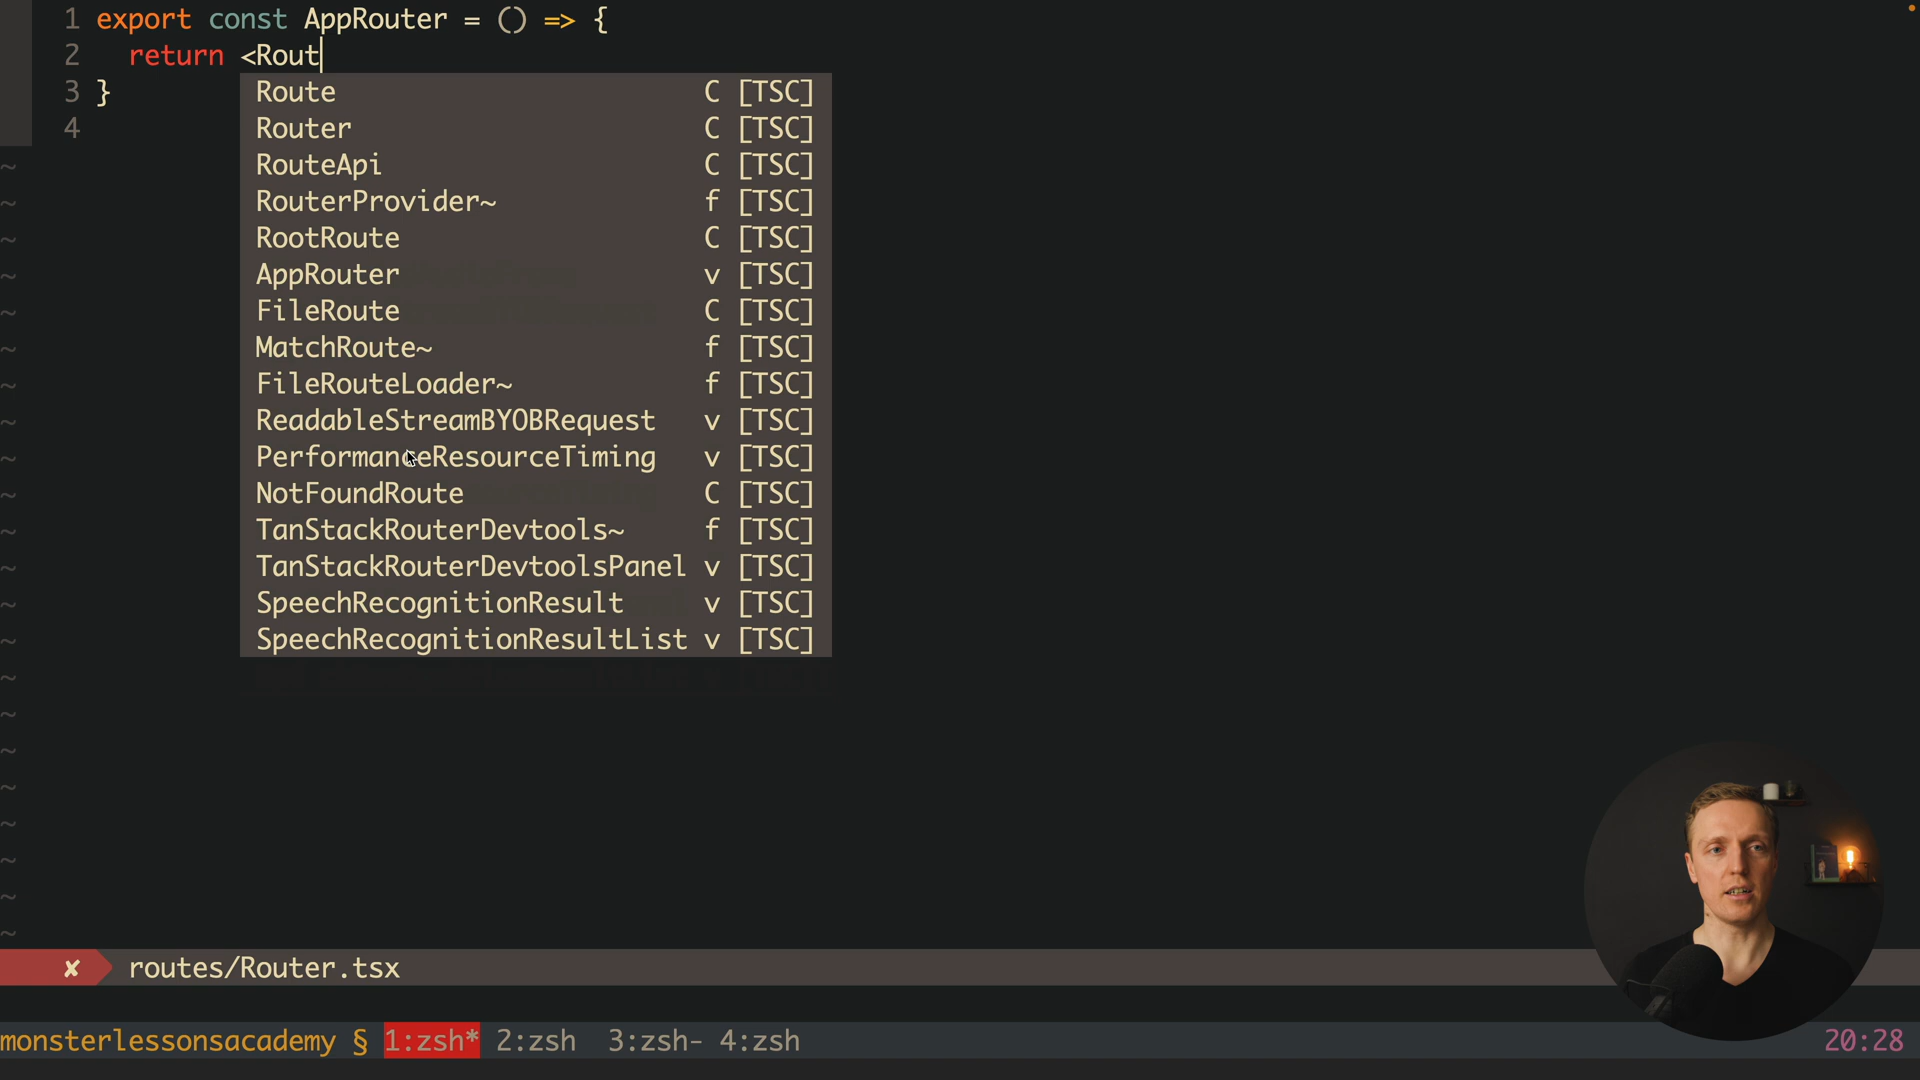 1 export const AppRouter = () => {
2 return <Rout
3 }
4
Route C [TSC]
Router C [TSC]
RouteApi C [TSC]
RouterProvider~ f [TSC]
RootRoute C [TSC]
AppRouter v [TSC]
FileRoute C [TSC]
MatchRoute~ f [TSC]
FileRouteLoader~ f [TSC]
ReadableStreamBYOBRequest v [TSC]
PerformanceResourceTiming v [TSC]
NotFoundRoute C [TSC]
TanStackRouterDevtools~ f [TSC]
TanStackRouterDevtoolsPanel v [TSC]
SpeechRecognitionResult v [TSC]
SpeechRecognitionResultList v [TSC]
✘ routes/Router.tsx
monsterlessonsacademy § 1:zsh* 2:zsh 3:zsh- 4:zsh 20:28